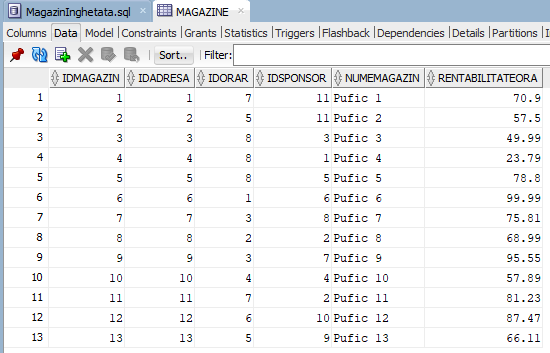 MagazinInghetata.sql MAGAZINE
Columns Data Model Constraints Grants Statistics Triggers Flashback Dependencies Details Partitions
Sort.. Filter:
IDMAGAZIN IDADRESA IDORAR IDSPONSOR NUMEMAGAZIN RENTABILITATEORA
1 1 1 7 11 Pufic 1 70.9
2 2 2 5 11 Pufic 2 57.5
3 3 3 8 3 Pufic 3 49.99
4 4 4 8 1 Pufic 4 23.79
5 5 5 8 5 Pufic 5 78.8
6 6 6 1 6 Pufic 6 99.99
7 7 7 3 8 Pufic 7 75.81
8 8 8 2 2 Pufic 8 68.99
9 9 9 3 7 Pufic 9 95.55
10 10 10 4 4 Pufic 10 57.89
11 11 11 7 2 Pufic 11 81.23
12 12 12 6 10 Pufic 12 87.47
13 13 13 5 9 Pufic 13 66.11